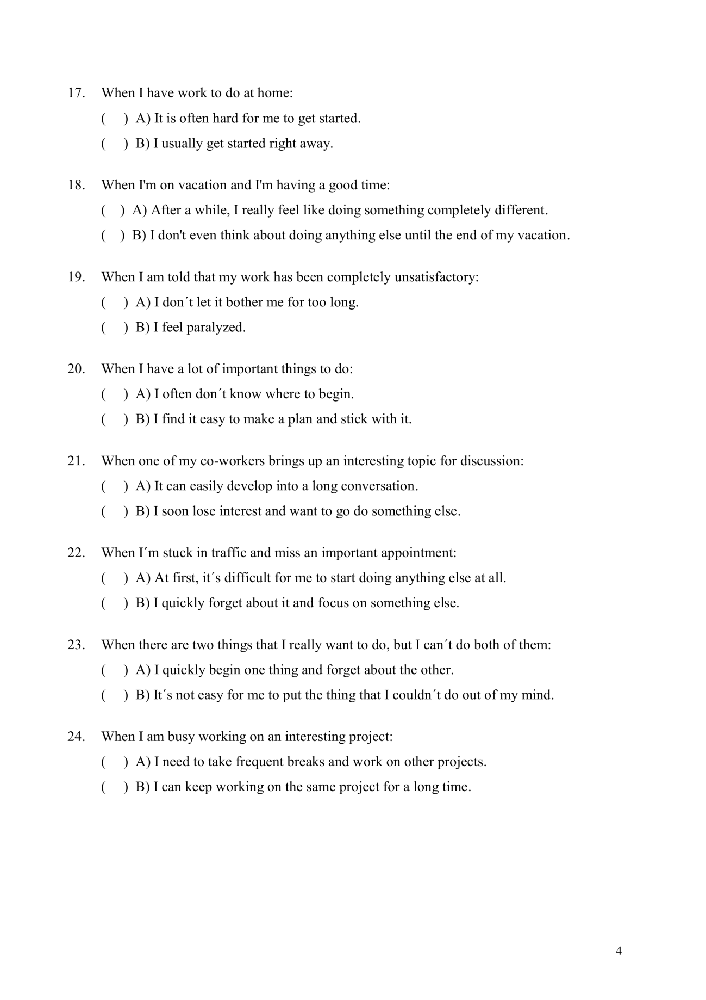 17. When I have work to do at home:
( ) A) It is often hard for me to get started.
( ) B) I usually get started right away.
18. When I'm on vacation and I'm having a good time:
( ) A) After a while, I really feel like doing something completely different.
( ) B) I don't even think about doing anything else until the end of my vacation.
19. When I am told that my work has been completely unsatisfactory:
( ) A) I don´t let it bother me for too long.
( ) B) I feel paralyzed.
20. When I have a lot of important things to do:
( ) A) I often don´t know where to begin.
( ) B) I find it easy to make a plan and stick with it.
21. When one of my co-workers brings up an interesting topic for discussion:
( ) A) It can easily develop into a long conversation.
( ) B) I soon lose interest and want to go do something else.
22. When I´m stuck in traffic and miss an important appointment:
( ) A) At first, it´s difficult for me to start doing anything else at all.
( ) B) I quickly forget about it and focus on something else.
23. When there are two things that I really want to do, but I can´t do both of them:
( ) A) I quickly begin one thing and forget about the other.
( ) B) It´s not easy for me to put the thing that I couldn´t do out of my mind.
24. When I am busy working on an interesting project:
( ) A) I need to take frequent breaks and work on other projects.
( ) B) I can keep working on the same project for a long time.
4